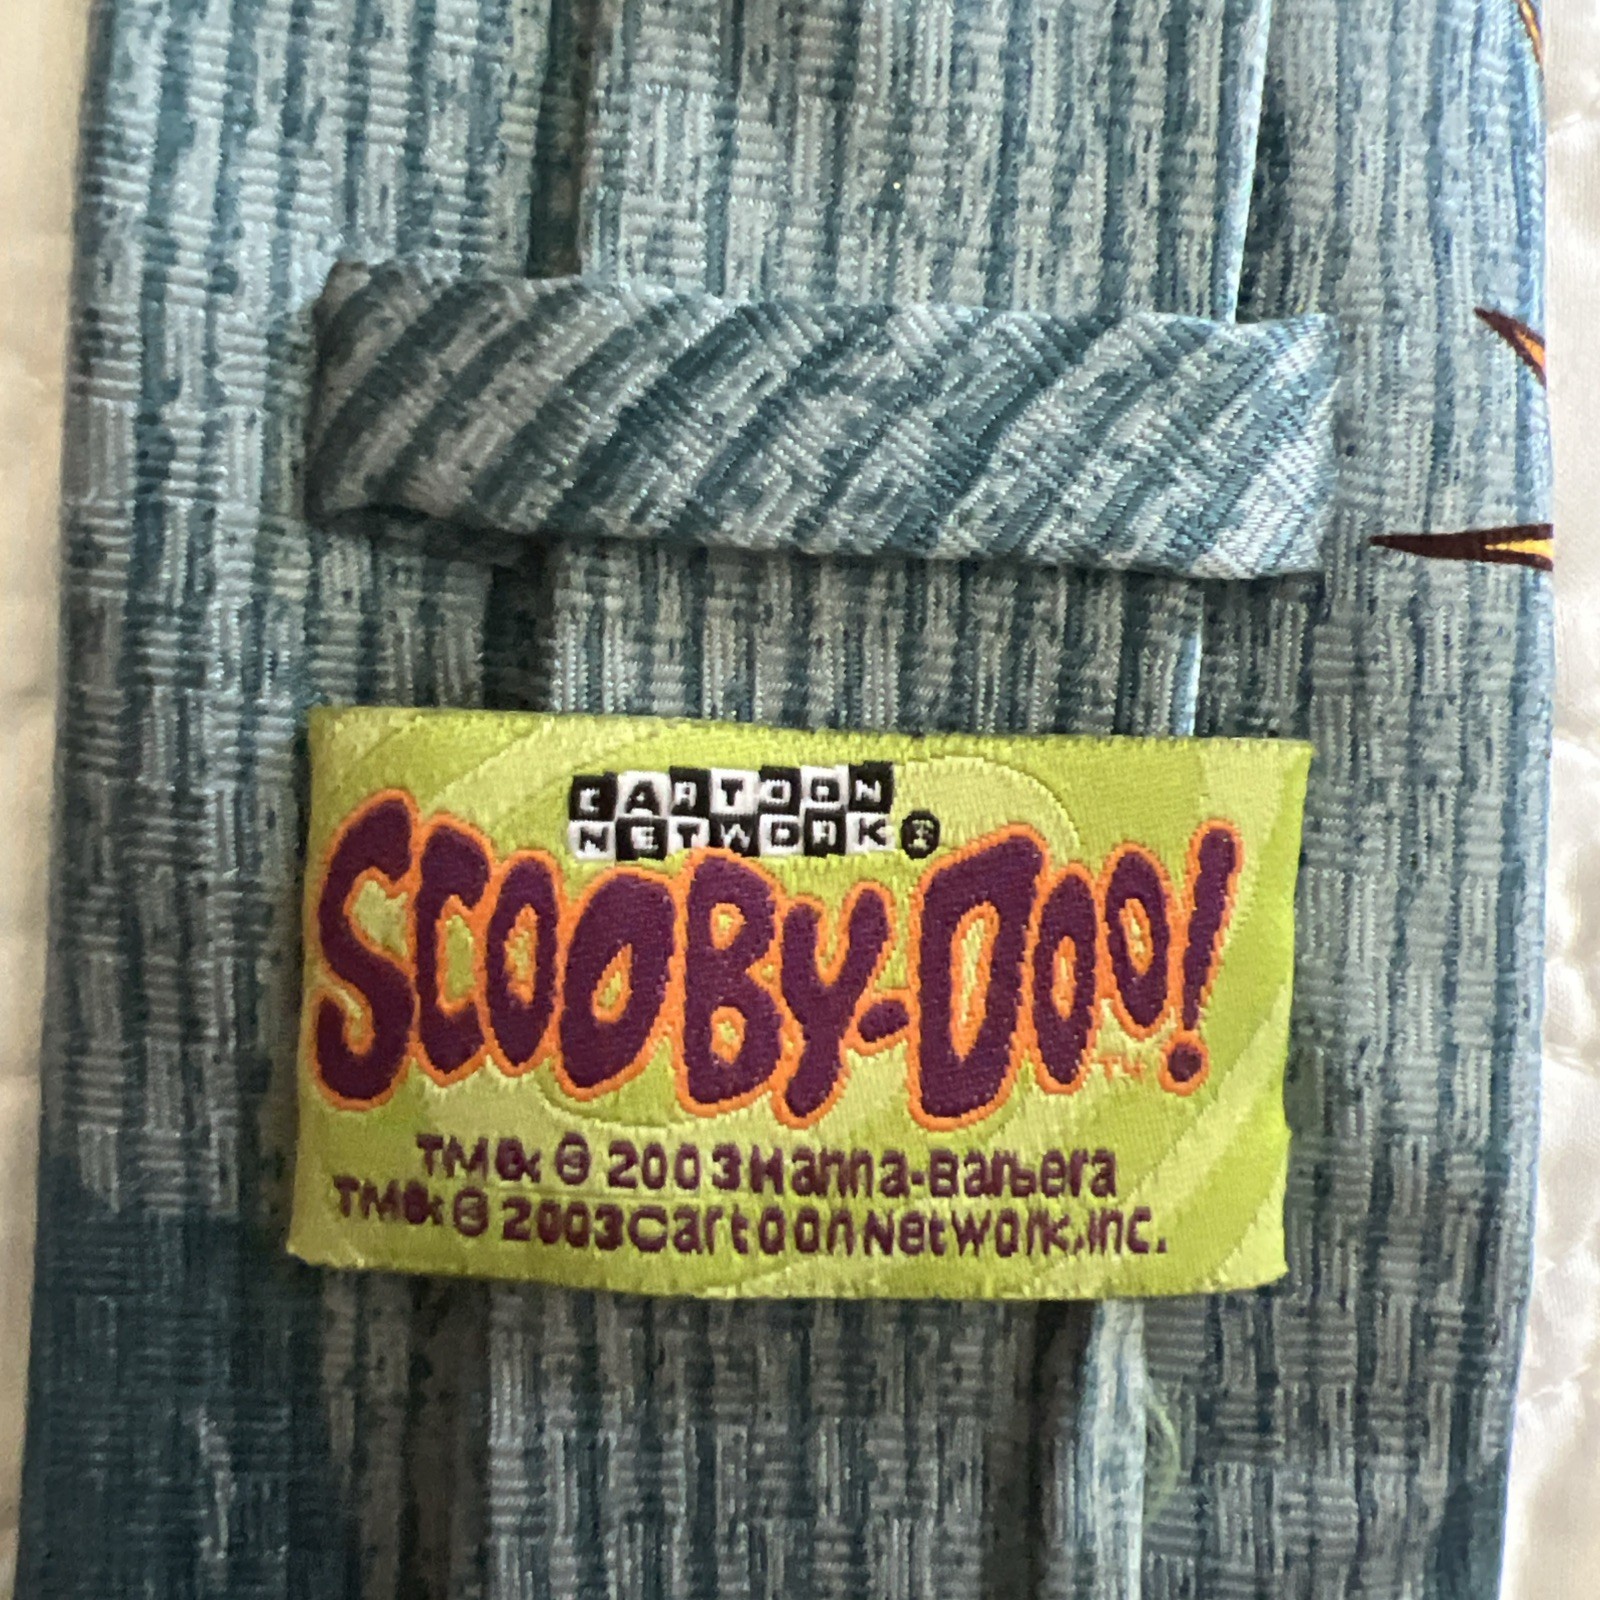 CARTOON
NETWORK®
SCOOBY-DOO!
TM
TM & © 2003 Hanna-Barbera
TM & © 2003 Cartoon Network, Inc.